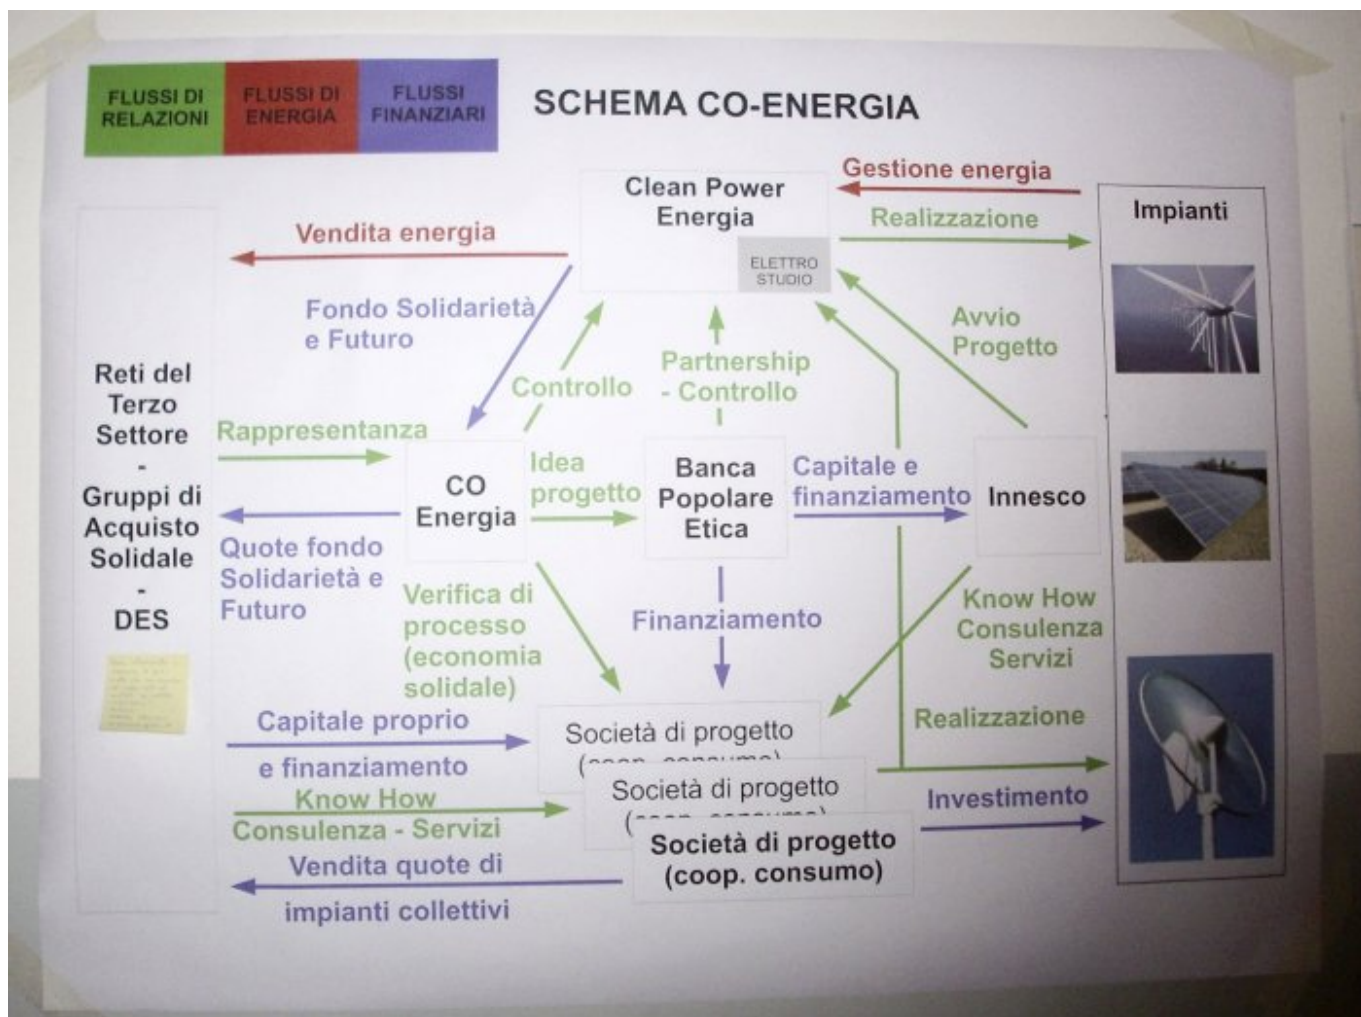 FLUSSI DI
RELAZIONI
FLUSSI DI
ENERGIA
FLUSSI
FINANZIARI
SCHEMA CO-ENERGIA
Clean Power
Energia
ELETTRO
STUDIO
Gestione energia
Realizzazione
Impianti
Vendita energia
Fondo Solidarietà
e Futuro
Controllo
Partnership
- Controllo
Avvio
Progetto
Reti del
Terzo
Settore
-
Gruppi di
Acquisto
Solidale
-
DES
Rappresentanza
CO
Energia
Idea
progetto
Banca
Popolare
Etica
Capitale e
finanziamento
Innesco
Quote fondo
Solidarietà e
Futuro
Verifica di
processo
(economia
solidale)
Finanziamento
Know How
Consulenza
Servizi
Capitale proprio
e finanziamento
Società di progetto
(coop. consumo)
Realizzazione
Know How
Consulenza - Servizi
Società di progetto
(coop. consumo)
Investimento
Società di progetto
(coop. consumo)
Vendita quote di
impianti collettivi